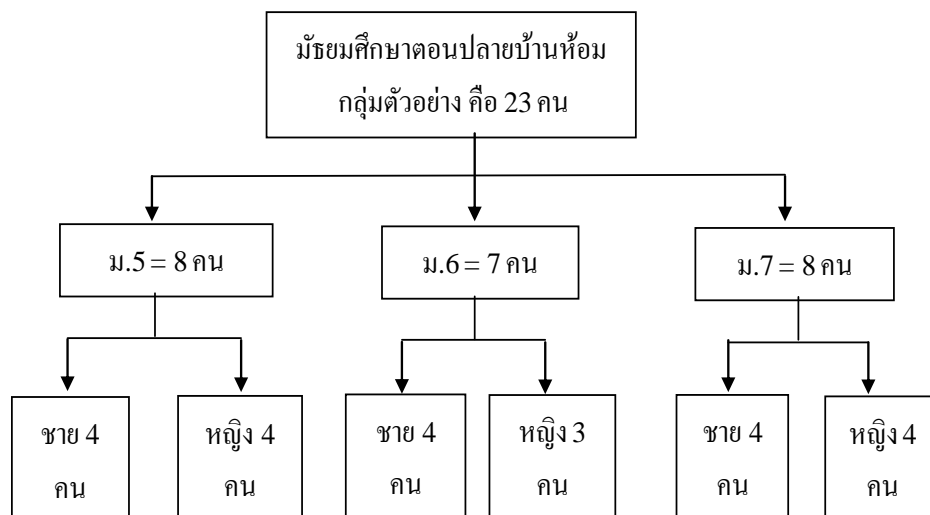 มัธยมศึกษาตอนปลายบ้านห้อม
กลุ่มตัวอย่าง คือ 23 คน
ม.5 = 8 คน
ม.6 = 7 คน
ม.7 = 8 คน
ชาย 4
คน
หญิง 4
คน
ชาย 4
คน
หญิง 3
คน
ชาย 4
คน
หญิง 4
คน